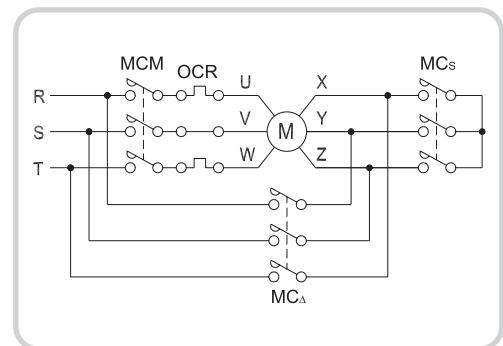 MCM OCR U X MCs
R
S V M Y
T W Z
MCΔ